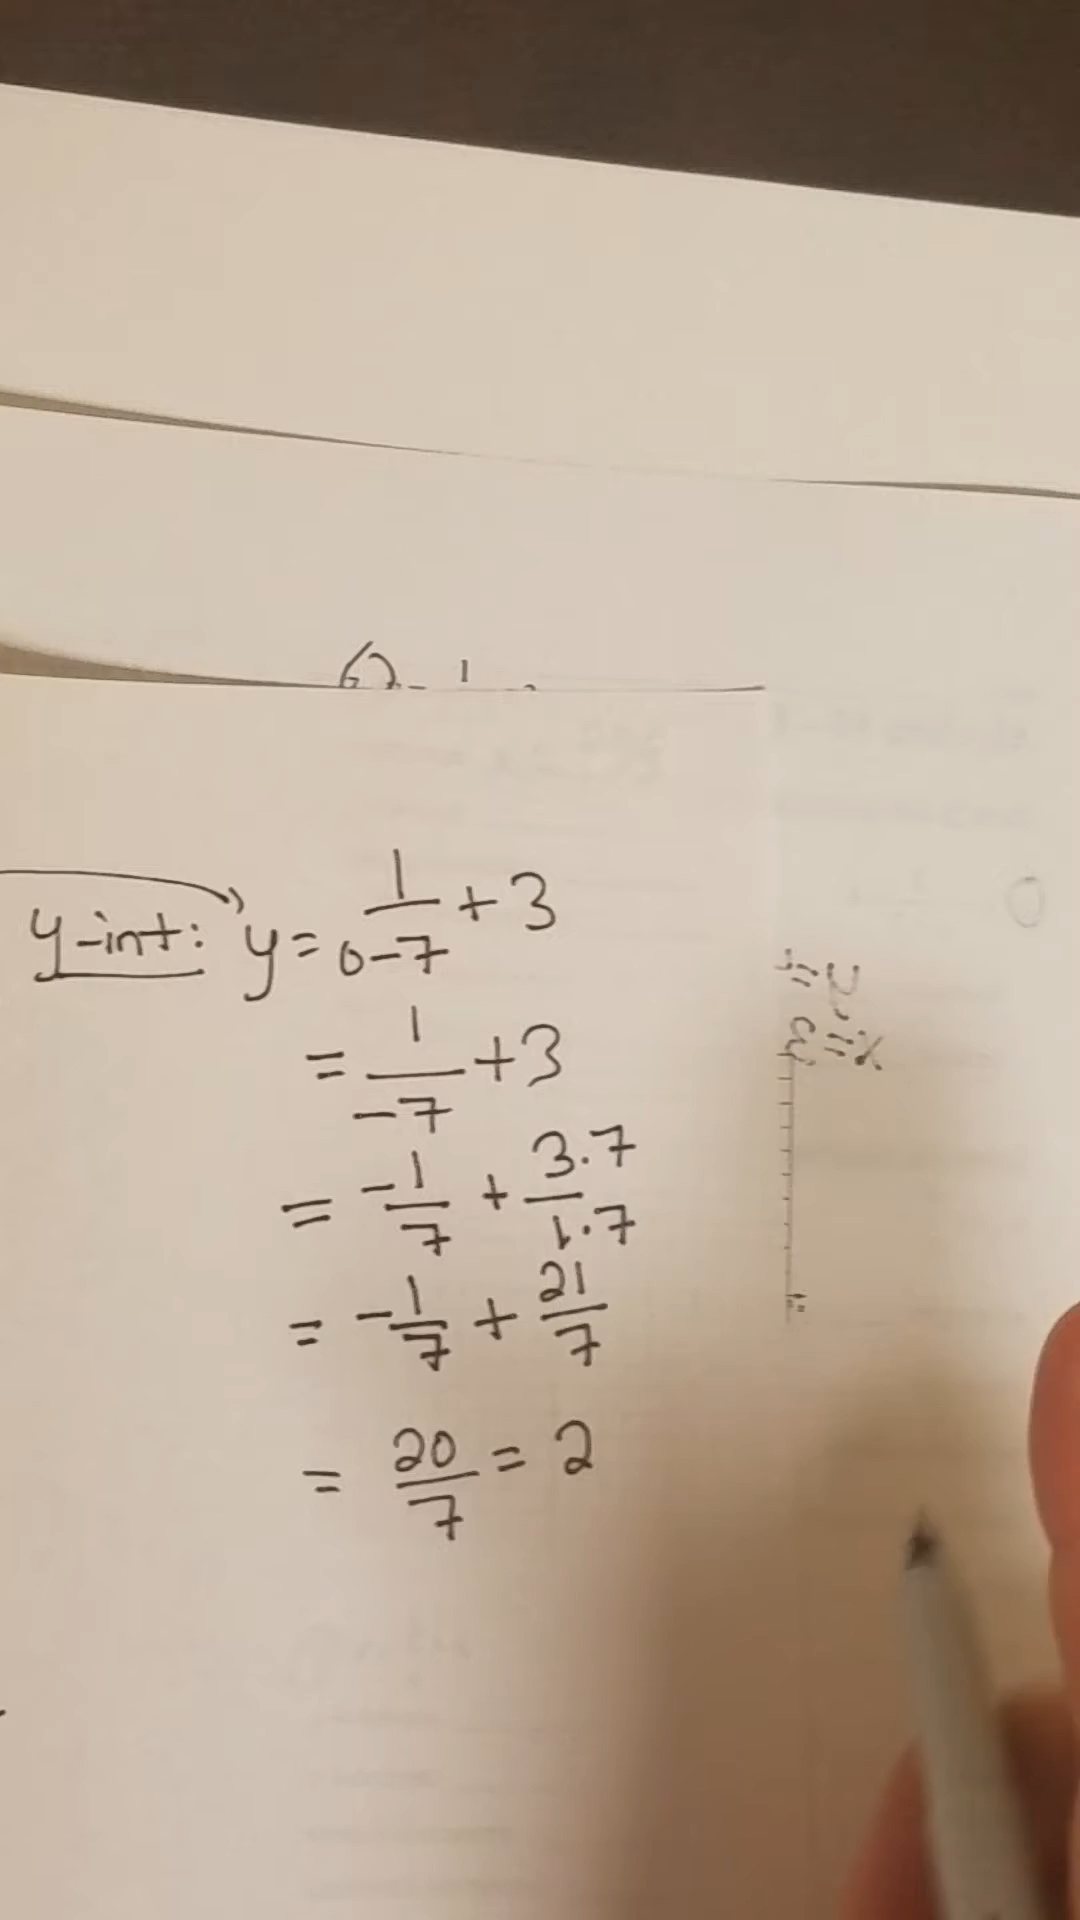 y-int: y = 1/(0-7) + 3
= 1/-7 + 3
= -1/7 + 3·7/1·7
= -1/7 + 21/7
= 20/7 = 2